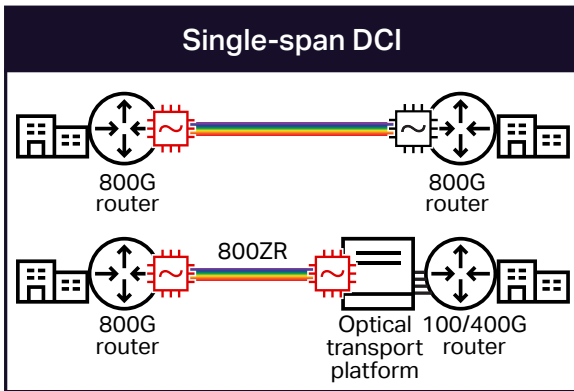 Single-span DCI
800G
router
800G
router
800ZR
800G
router
Optical
transport
platform
100/400G
router